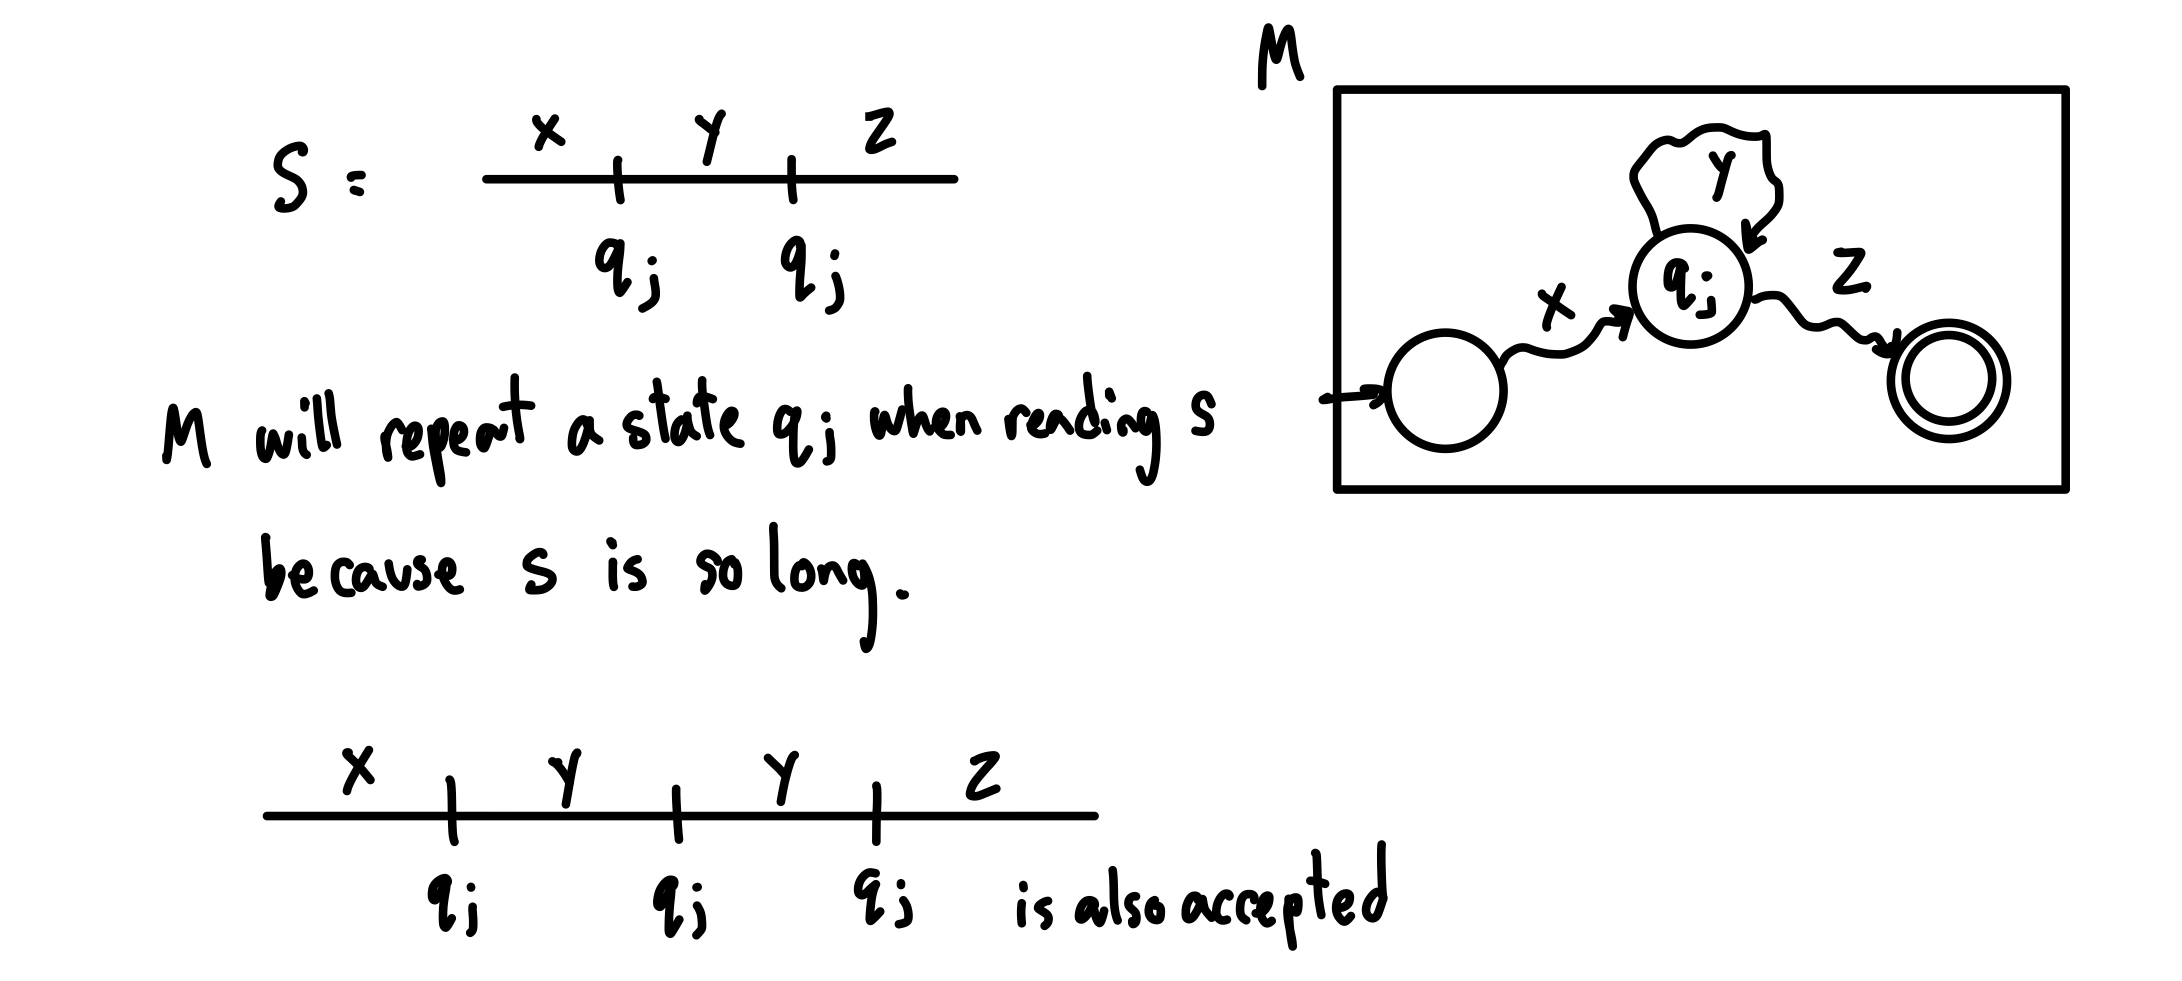 x y z
S =
q_j q_j
M will repeat a state q_j when reading s
because s is so long.
x y y z
q_j q_j q_j is also accepted
M
y
q_j
x
z